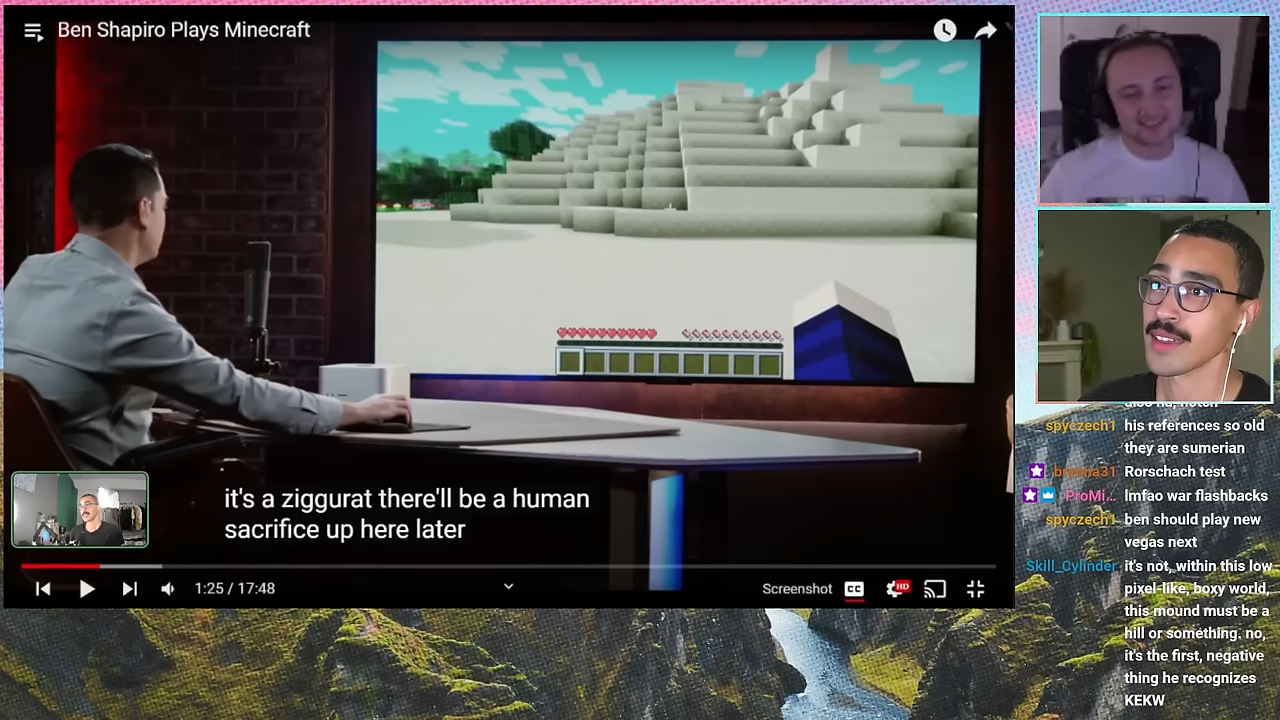 Ben Shapiro Plays Minecraft
it's a ziggurat there'll be a human
sacrifice up here later
1:25 / 17:48
Screenshot
CC
HD
spyczech1 his references so old
they are sumerian
Rorschach test
ProMi... lmfao war flashbacks
spyczech1 ben should play new
vegas next
Skill_Cylinder it's not, within this low
pixel-like, boxy world,
this mound must be a
hill or something. no,
it's the first, negative
thing he recognizes
KEKW